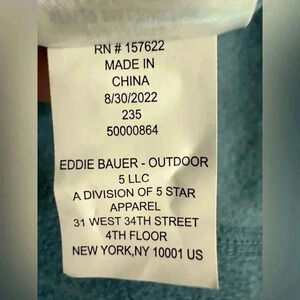 RN # 157622
MADE IN
CHINA
8/30/2022
235
50000864
EDDIE BAUER - OUTDOOR
5 LLC
A DIVISION OF 5 STAR
APPAREL
31 WEST 34TH STREET
4TH FLOOR
NEW YORK,NY 10001 US